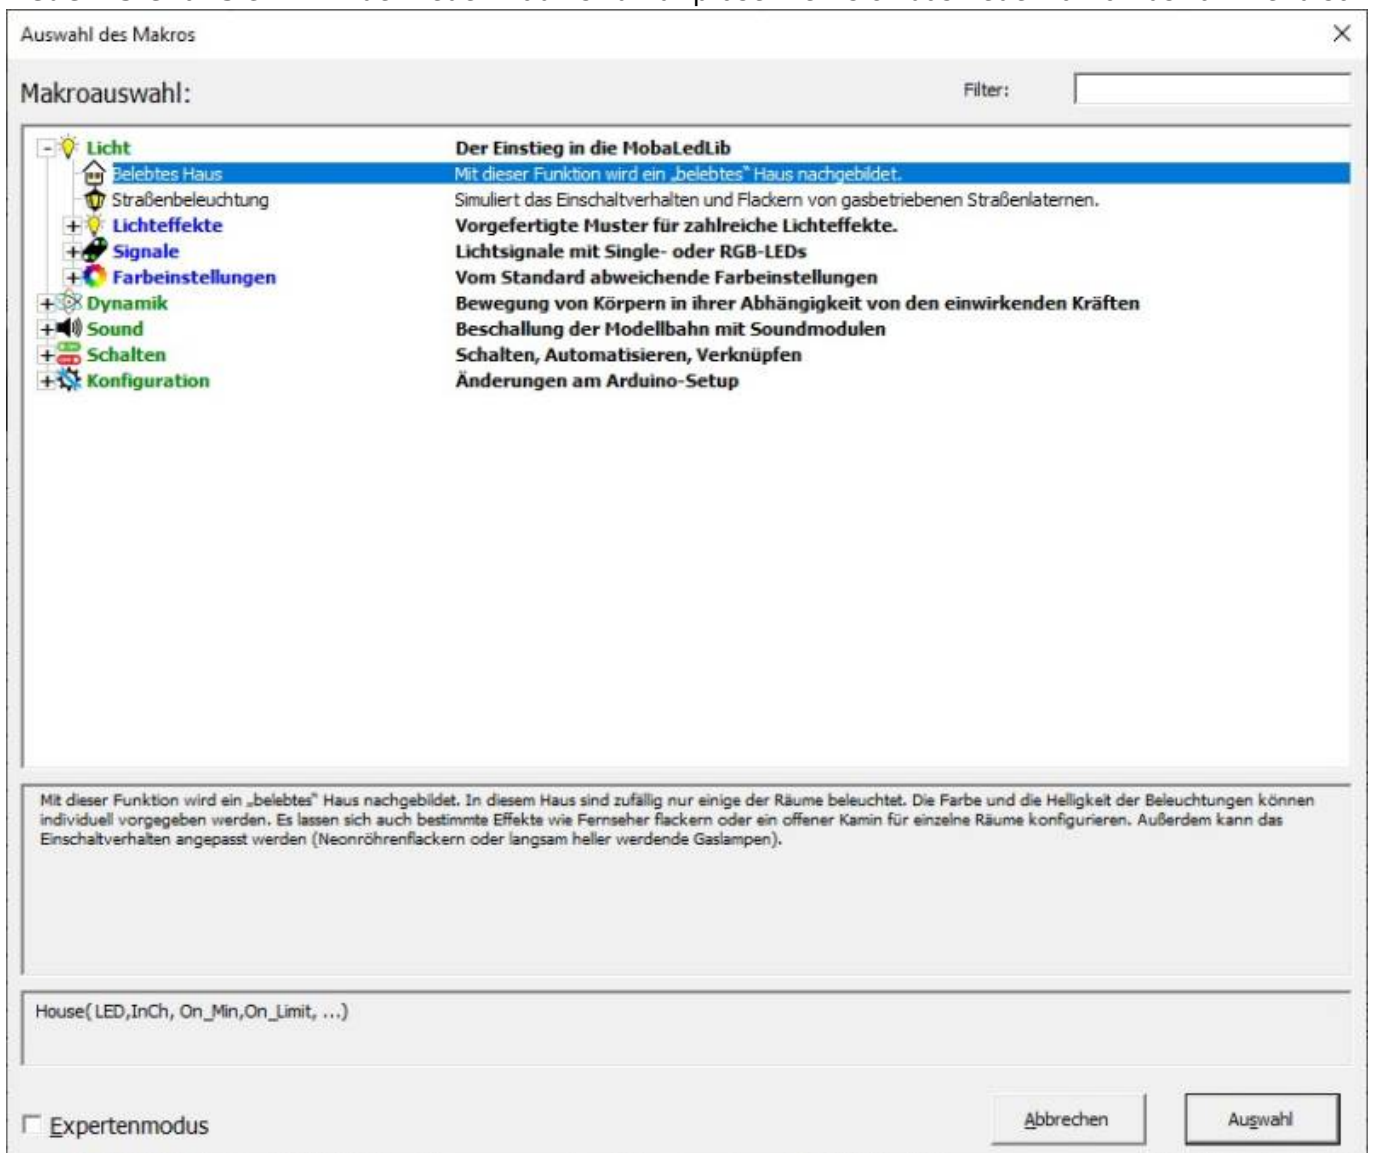 Auswahl des Makros
Makroauswahl:
Filter:
Licht Der Einstieg in die MobaLedLib
Belebtes Haus Mit dieser Funktion wird ein „belebtes“ Haus nachgebildet.
Straßenbeleuchtung Simuliert das Einschaltverhalten und Flackern von gasbetriebenen Straßenlaternen.
Lichteffekte Vorgefertigte Muster für zahlreiche Lichteffekte.
Signale Lichtsignale mit Single- oder RGB-LEDs
Farbeinstellungen Vom Standard abweichende Farbeinstellungen
Dynamik Bewegung von Körpern in ihrer Abhängigkeit von den einwirkenden Kräften
Sound Beschallung der Modellbahn mit Soundmodulen
Schalten Schalten, Automatisieren, Verknüpfen
Konfiguration Änderungen am Arduino-Setup
Mit dieser Funktion wird ein „belebtes“ Haus nachgebildet. In diesem Haus sind zufällig nur einige der Räume beleuchtet. Die Farbe und die Helligkeit der Beleuchtungen können
individuell vorgegeben werden. Es lassen sich auch bestimmte Effekte wie Fernseher flackern oder ein offener Kamin für einzelne Räume konfigurieren. Außerdem kann das
Einschaltverhalten angepasst werden (Neonröhrenflackern oder langsam heller werdende Gaslampen).
House( LED,InCh, On_Min,On_Limit, ...)
Expertenmodus
Abbrechen
Auswahl